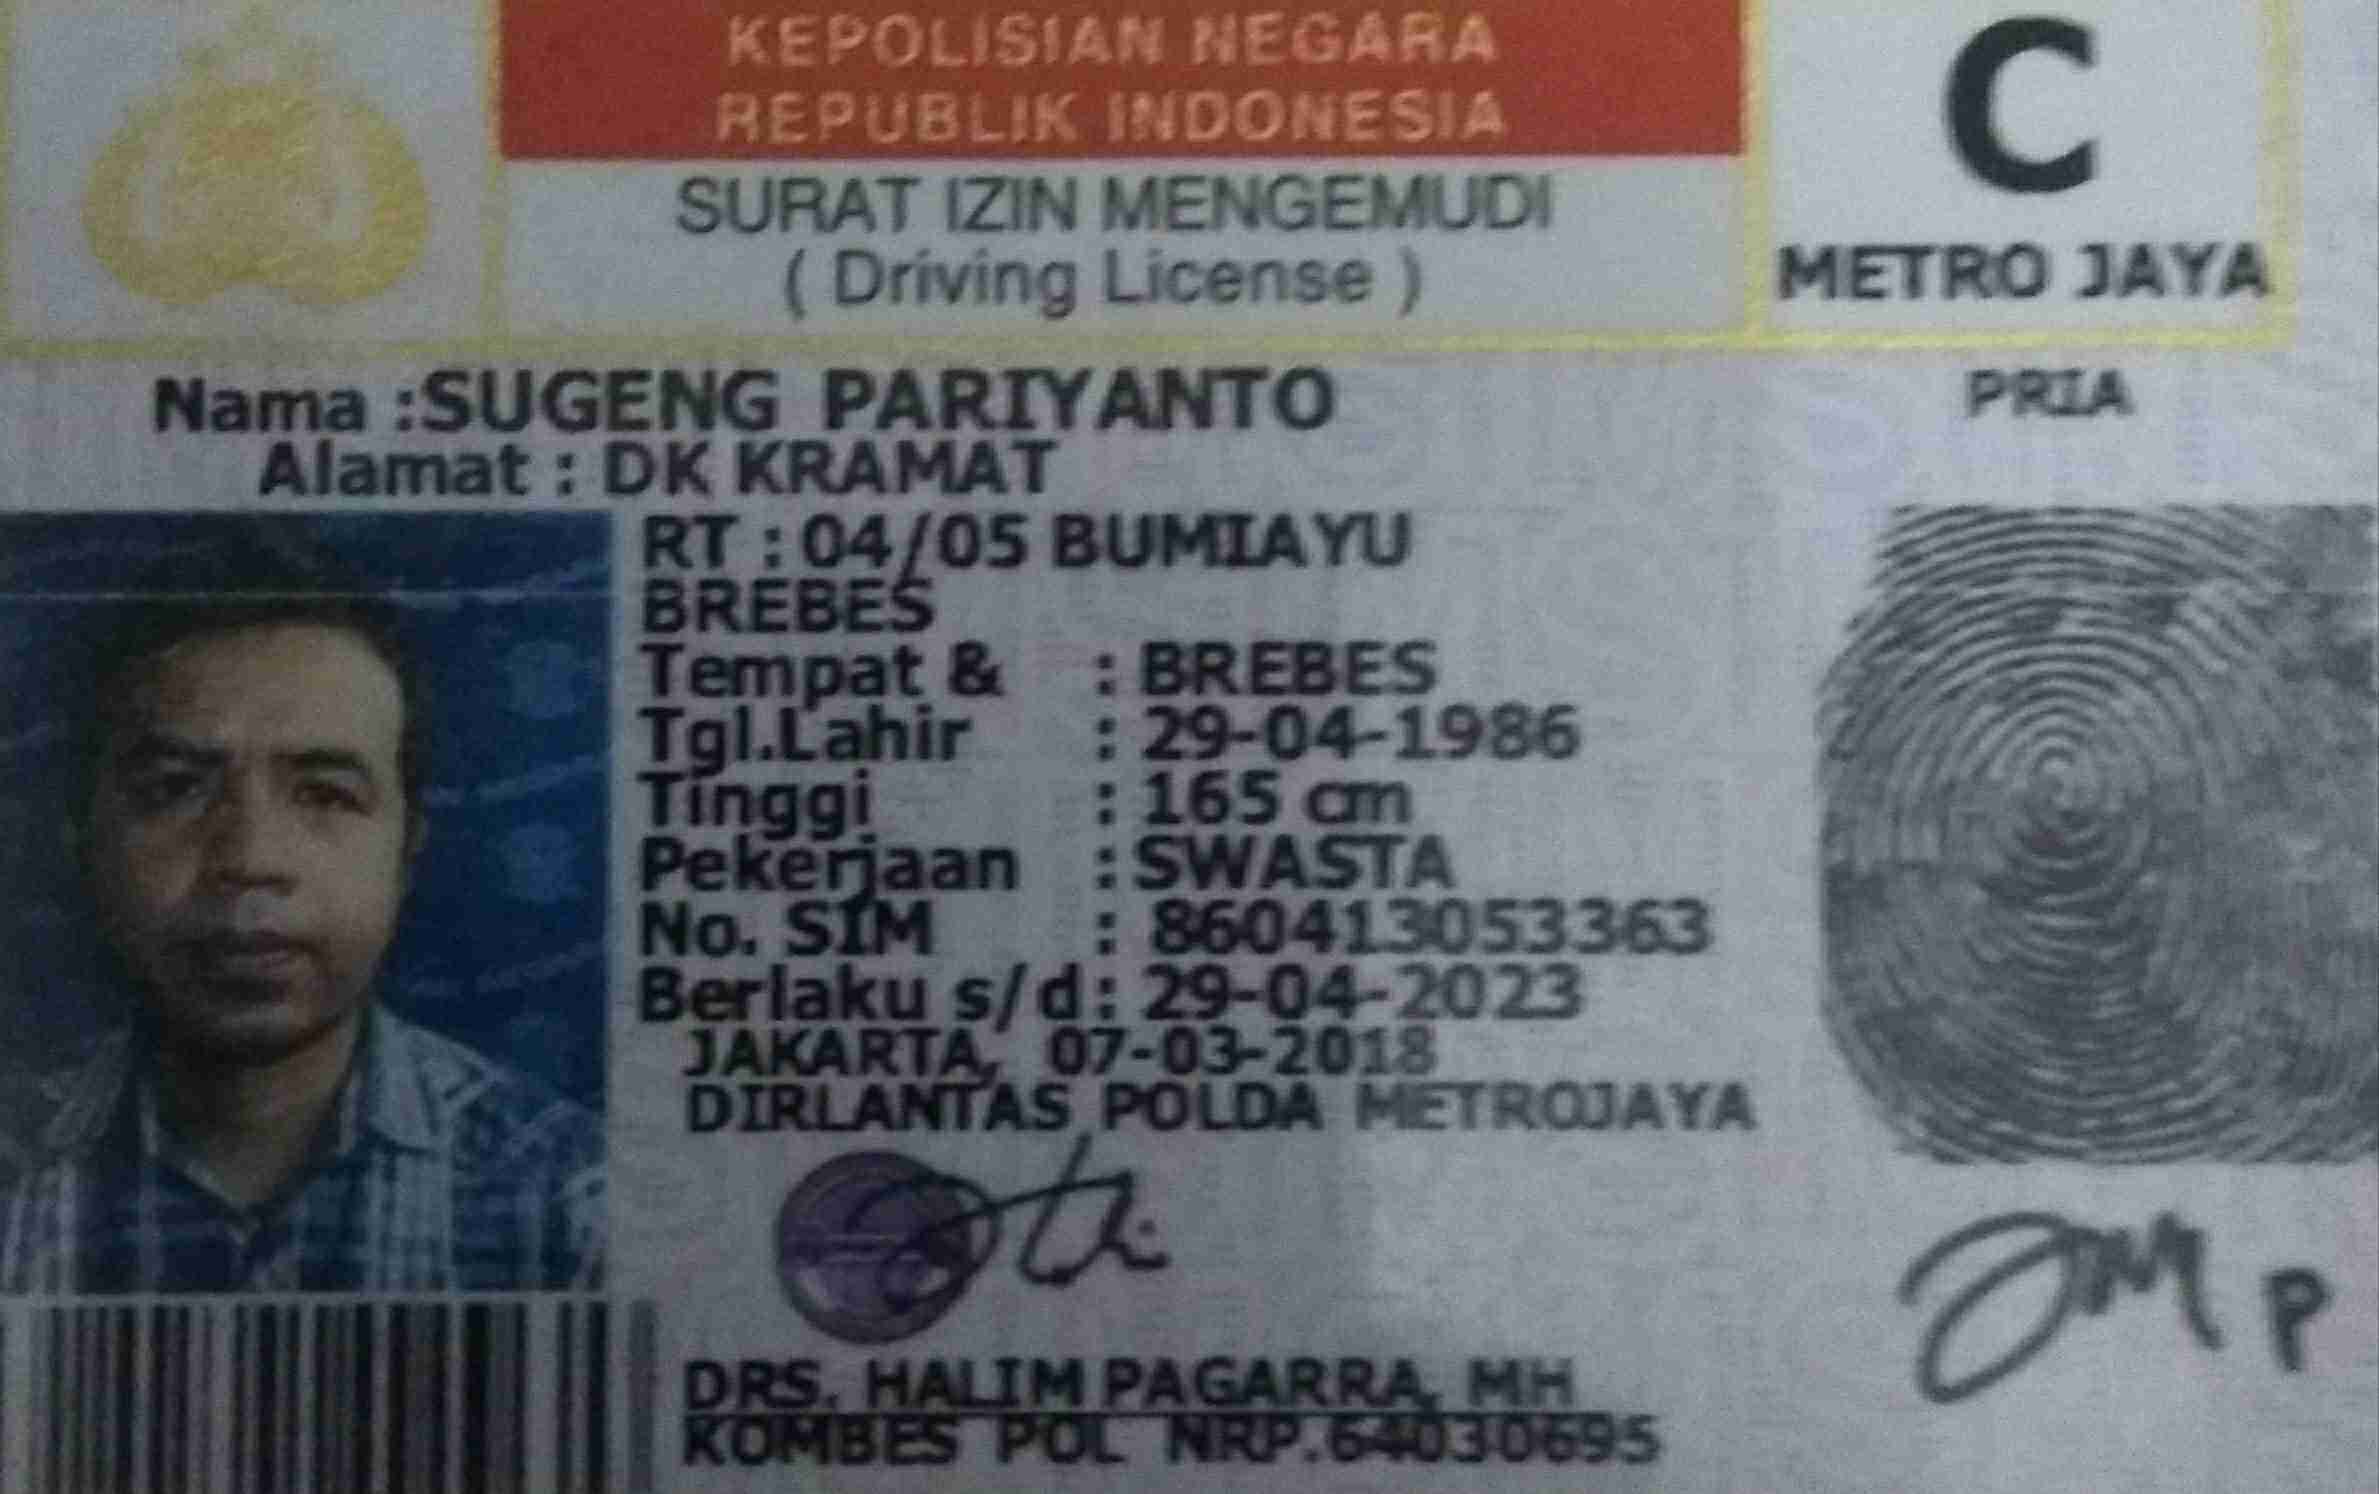 KEPOLISIAN NEGARA
REPUBLIK INDONESIA
SURAT IZIN MENGEMUDI
( Driving License )
C
METRO JAYA
Nama :SUGENG PARIYANTO
PRIA
Alamat : DK KRAMAT
RT : 04/05 BUMIAYU
BREBES
Tempat & : BREBES
Tgl.Lahir : 29-04-1986
Tinggi : 165 cm
Pekerjaan : SWASTA
No. SIM : 860413053363
Berlaku s/d : 29-04-2023
JAKARTA, 07-03-2018
DIRLANTAS POLDA METROJAYA
DRS. HALIM PAGARRA, MH
KOMBES POL NRP.64030695